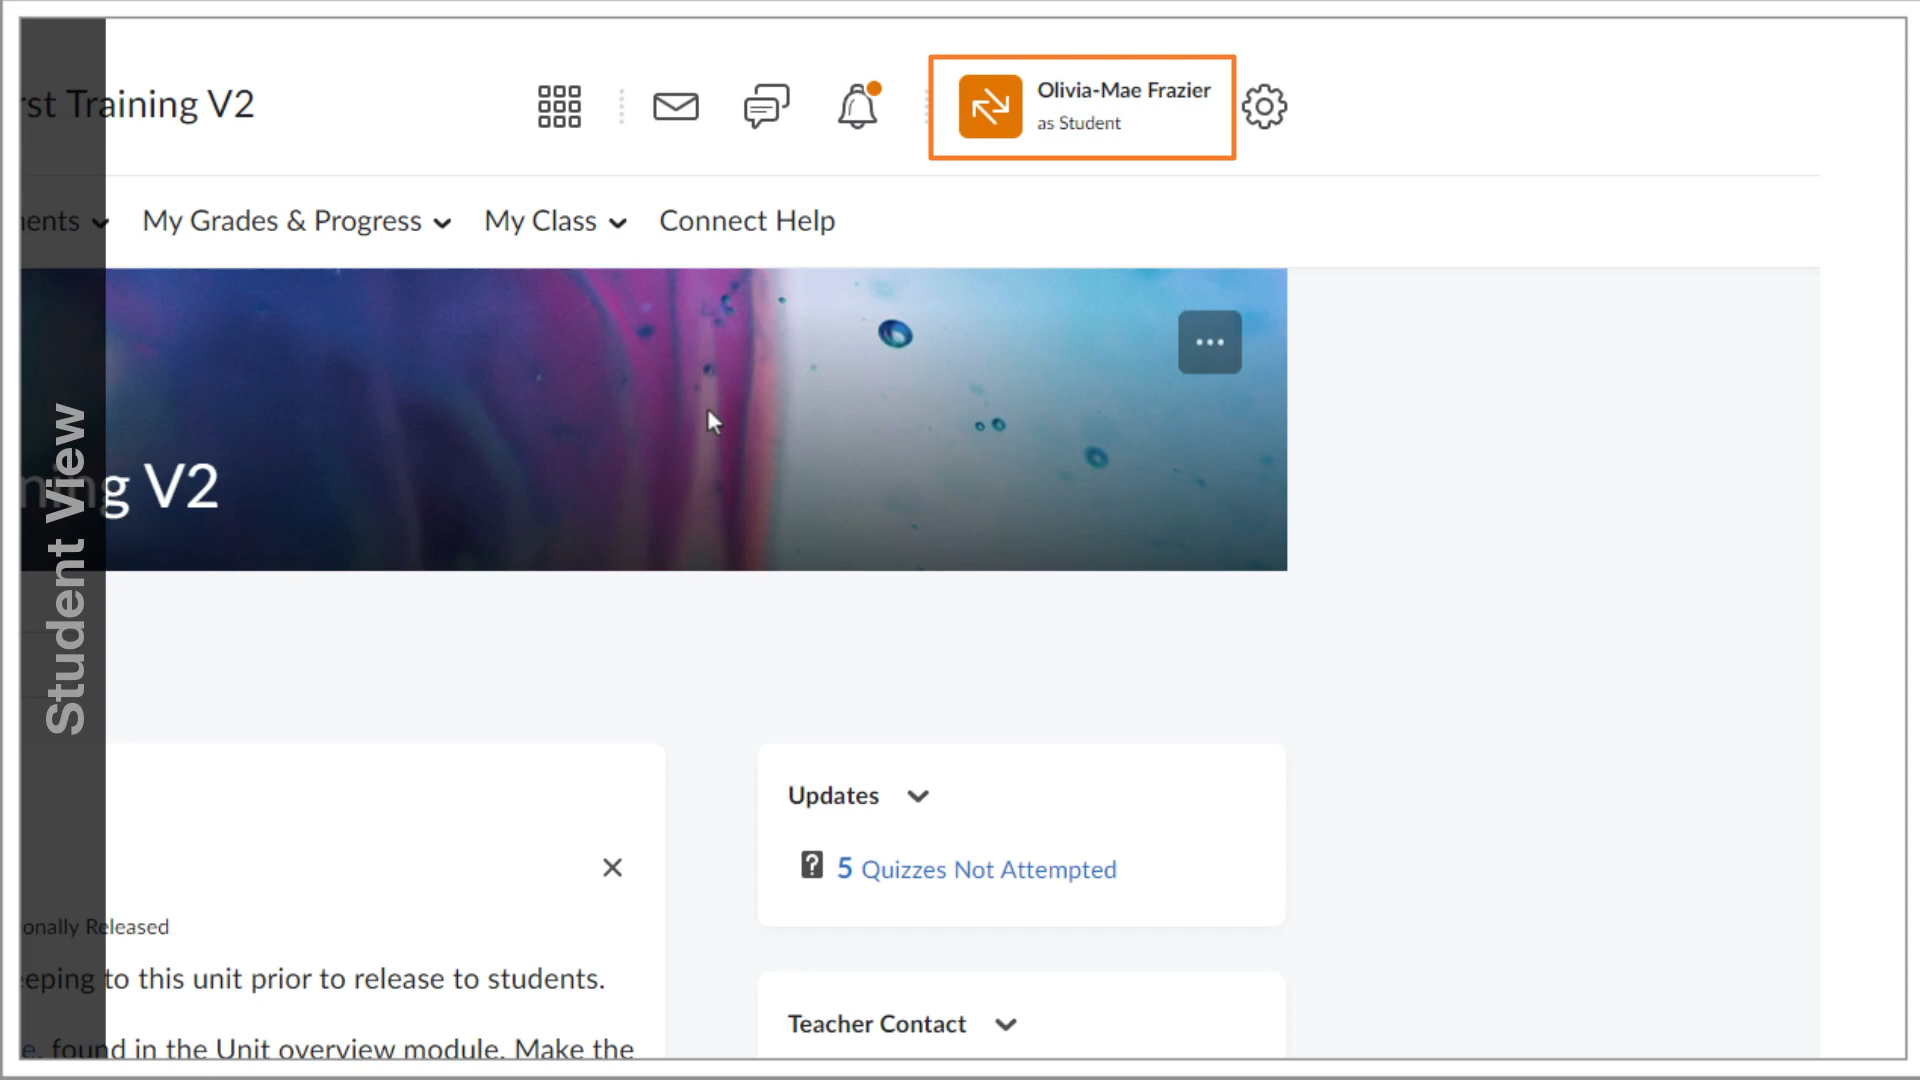 rst Training V2
Olivia-Mae Frazier
as Student
ents
My Grades & Progress
My Class
Connect Help
ning V2
Student View
Updates
5 Quizzes Not Attempted
onally Released
eeping to this unit prior to release to students.
e, found in the Unit overview module. Make the
Teacher Contact